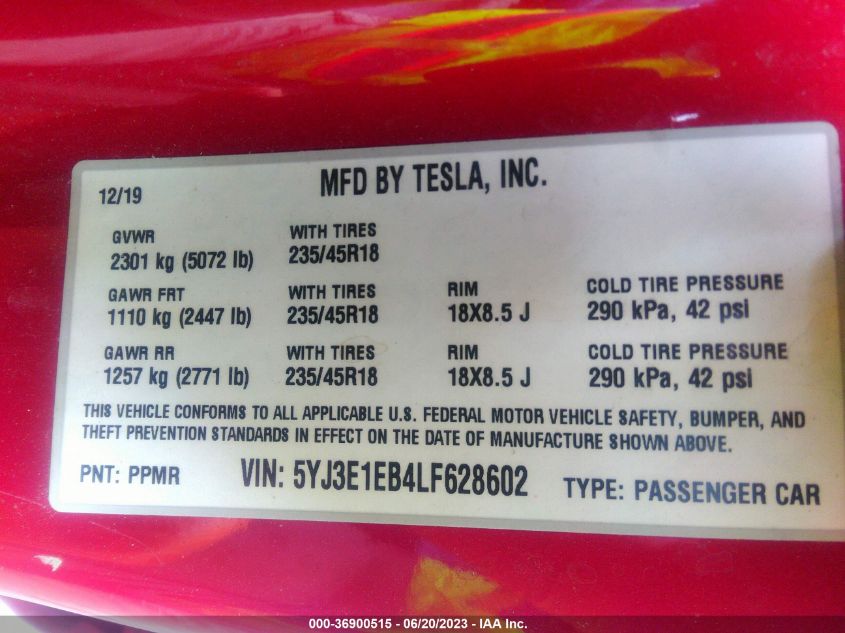 MFD BY TESLA, INC.
12/19
GVWR WITH TIRES
2301 kg (5072 lb) 235/45R18
GAWR FRT WITH TIRES RIM COLD TIRE PRESSURE
1110 kg (2447 lb) 235/45R18 18X8.5 J 290 kPa, 42 psi
GAWR RR WITH TIRES RIM COLD TIRE PRESSURE
1257 kg (2771 lb) 235/45R18 18X8.5 J 290 kPa, 42 psi
THIS VEHICLE CONFORMS TO ALL APPLICABLE U.S. FEDERAL MOTOR VEHICLE SAFETY, BUMPER, AND
THEFT PREVENTION STANDARDS IN EFFECT ON THE DATE OF MANUFACTURE SHOWN ABOVE.
PNT: PPMR VIN: 5YJ3E1EB4LF628602 TYPE: PASSENGER CAR
000-36900515 - 06/20/2023 - IAA Inc.